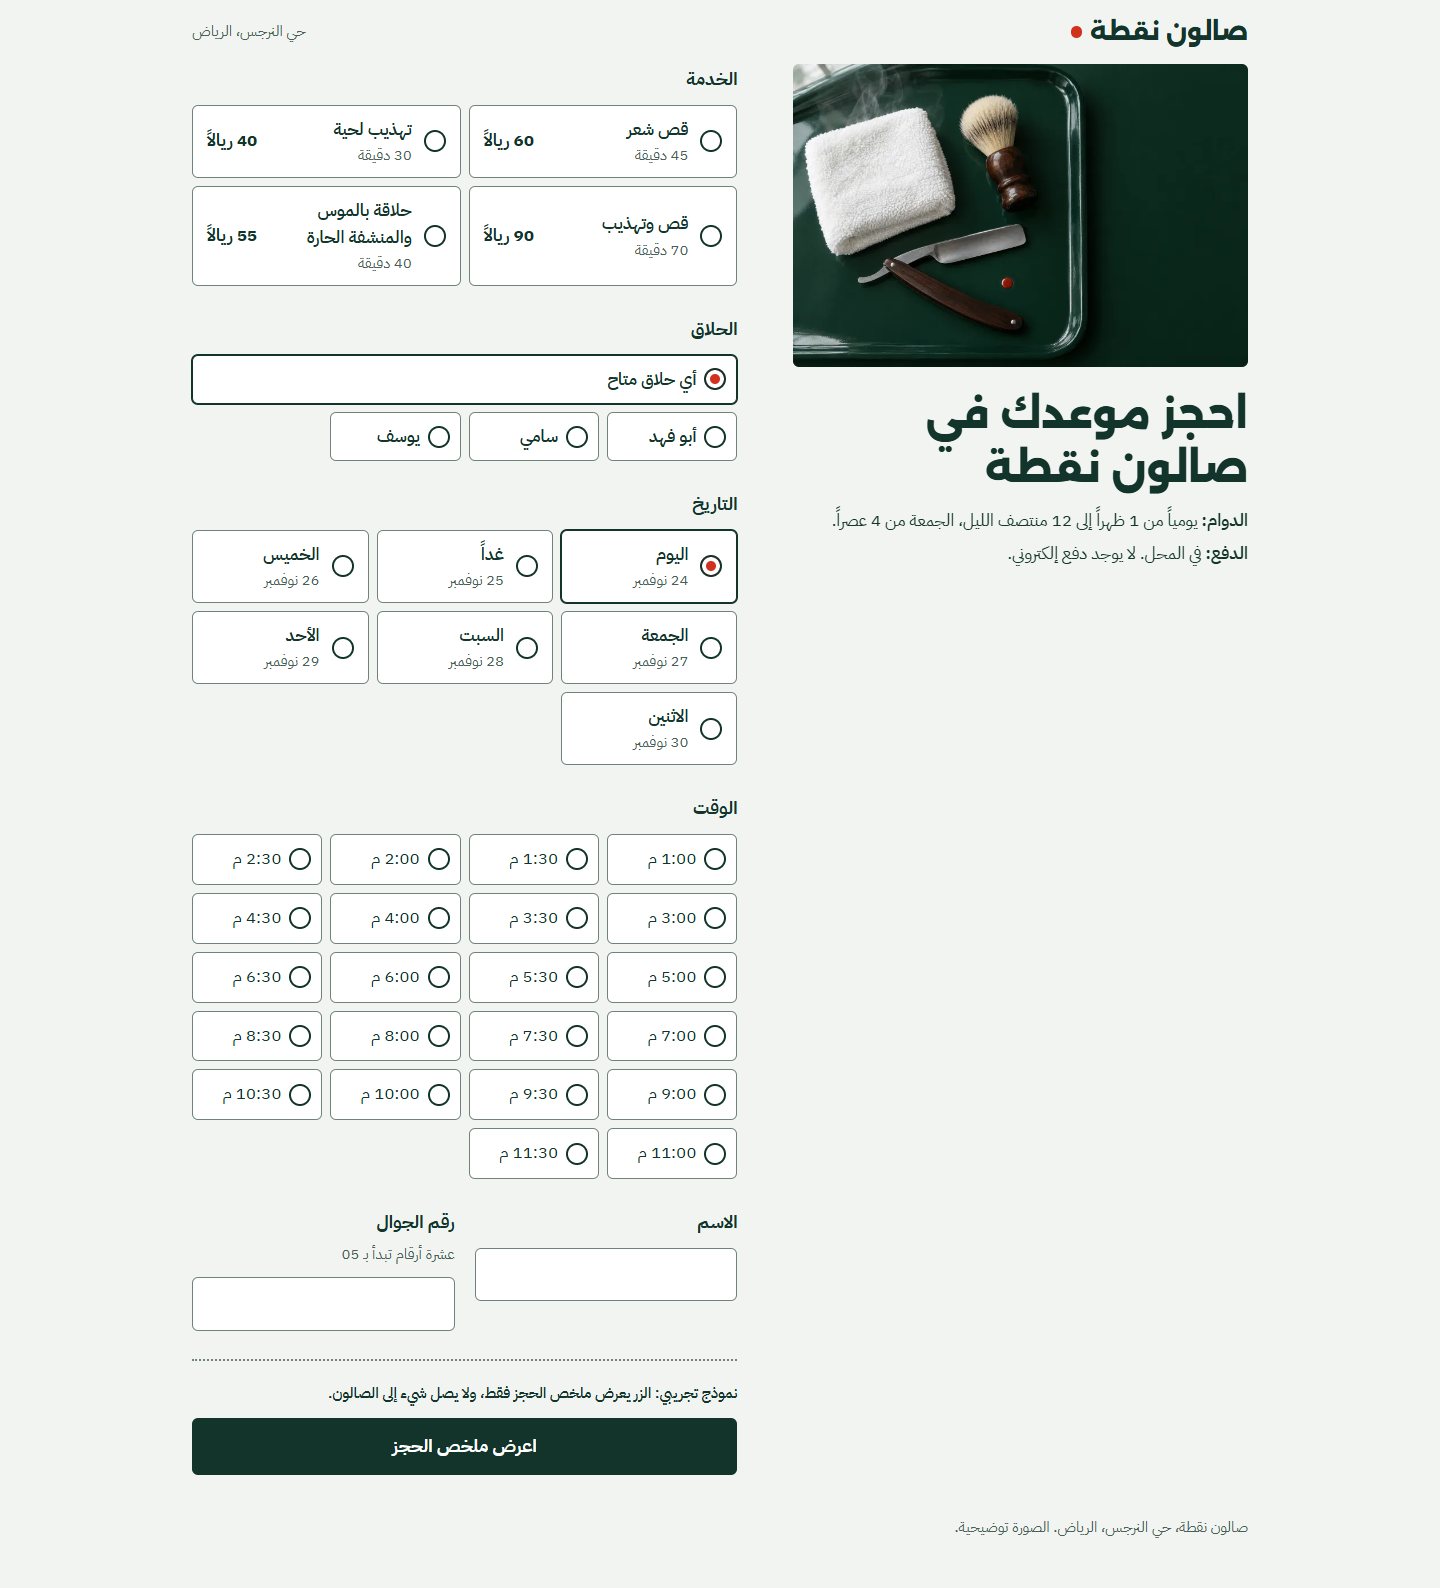 صالون نقطة
حي النرجس، الرياض
احجز موعدك في
صالون نقطة
الدوام: يومياً من 1 ظهراً إلى 12 منتصف الليل، الجمعة من 4 عصراً.
الدفع: في المحل. لا يوجد دفع إلكتروني.
الخدمة
قص شعر
45 دقيقة
60 ريالاً
تهذيب لحية
30 دقيقة
40 ريالاً
قص وتهذيب
70 دقيقة
90 ريالاً
حلاقة بالموس
والمنشفة الحارة
40 دقيقة
55 ريالاً
الحلاق
أي حلاق متاح
أبو فهد
سامي
يوسف
التاريخ
اليوم
24 نوفمبر
غداً
25 نوفمبر
الخميس
26 نوفمبر
الجمعة
27 نوفمبر
السبت
28 نوفمبر
الأحد
29 نوفمبر
الاثنين
30 نوفمبر
الوقت
1:00 م
1:30 م
2:00 م
2:30 م
3:00 م
3:30 م
4:00 م
4:30 م
5:00 م
5:30 م
6:00 م
6:30 م
7:00 م
7:30 م
8:00 م
8:30 م
9:00 م
9:30 م
10:00 م
10:30 م
11:00 م
11:30 م
الاسم
رقم الجوال
عشرة أرقام تبدأ بـ 05
نموذج تجريبي: الزر يعرض ملخص الحجز فقط، ولا يصل شيء إلى الصالون.
اعرض ملخص الحجز
صالون نقطة، حي النرجس، الرياض. الصورة توضيحية.